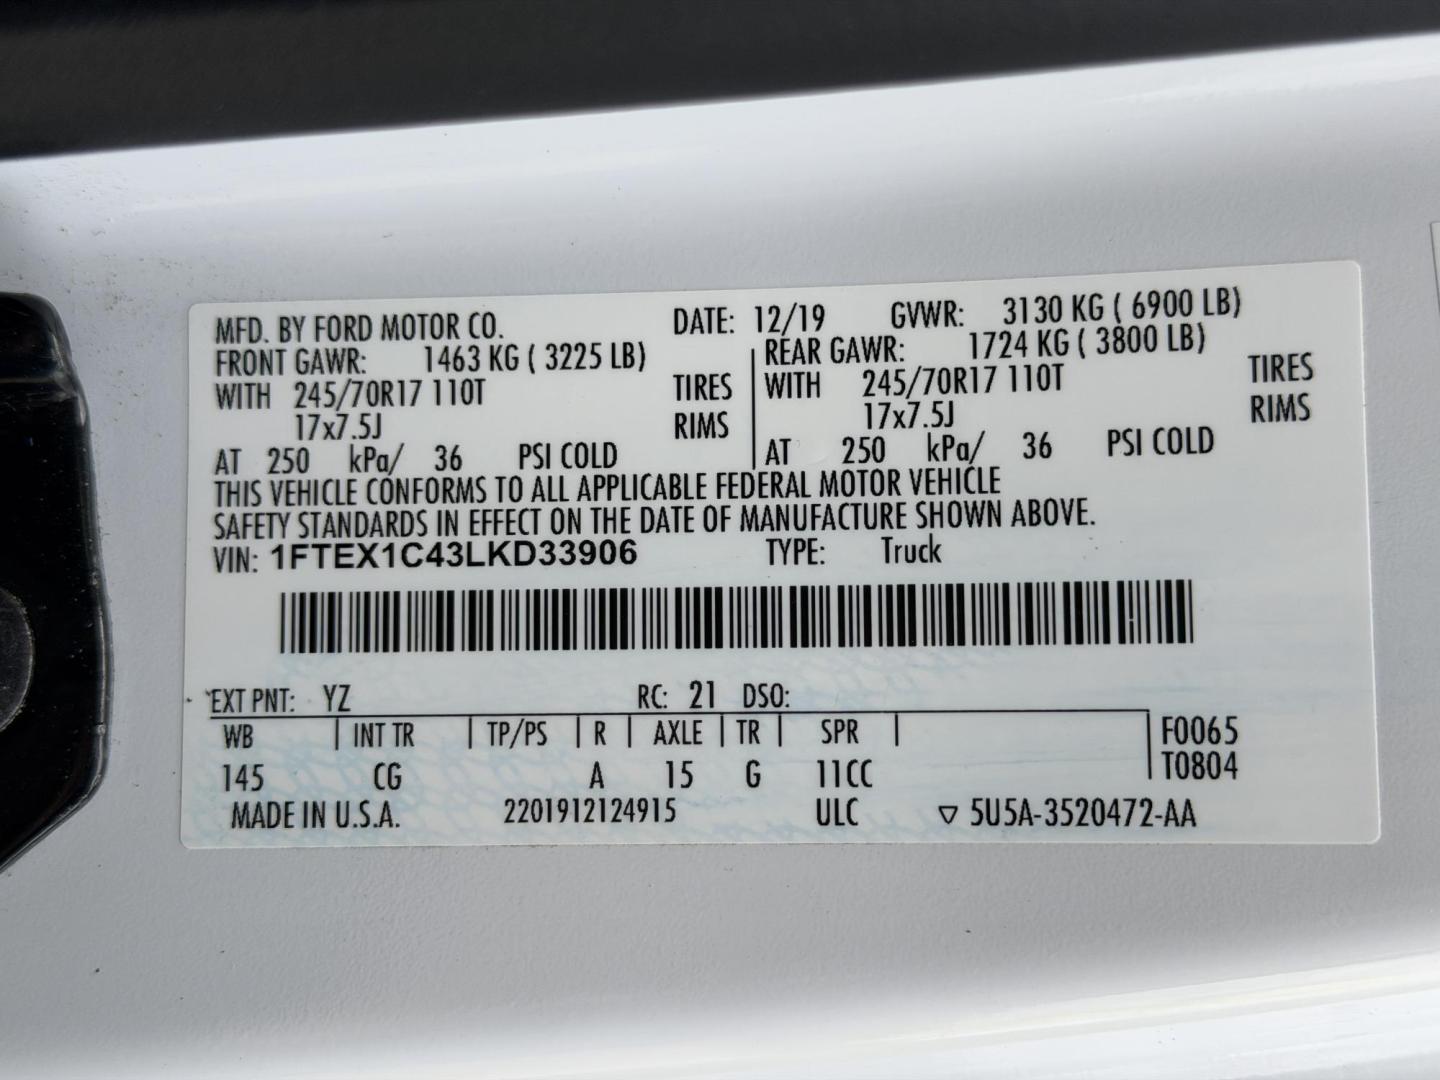 MFD. BY FORD MOTOR CO. DATE: 12/19 GVWR: 3130 KG ( 6900 LB)
FRONT GAWR: 1463 KG ( 3225 LB) REAR GAWR: 1724 KG ( 3800 LB)
WITH 245/70R17 110T TIRES WITH 245/70R17 110T TIRES
17x7.5J RIMS 17x7.5J RIMS
AT 250 kPa/ 36 PSI COLD AT 250 kPa/ 36 PSI COLD
THIS VEHICLE CONFORMS TO ALL APPLICABLE FEDERAL MOTOR VEHICLE
SAFETY STANDARDS IN EFFECT ON THE DATE OF MANUFACTURE SHOWN ABOVE.
VIN: 1FTEX1C43LKD33906 TYPE: Truck
EXT PNT: YZ RC: 21 DSO:
WB INT TR TP/PS R AXLE TR SPR F0065
145 CG A 15 G 11CC T0804
MADE IN U.S.A. 2201912124915 ULC ▽ 5U5A-3520472-AA